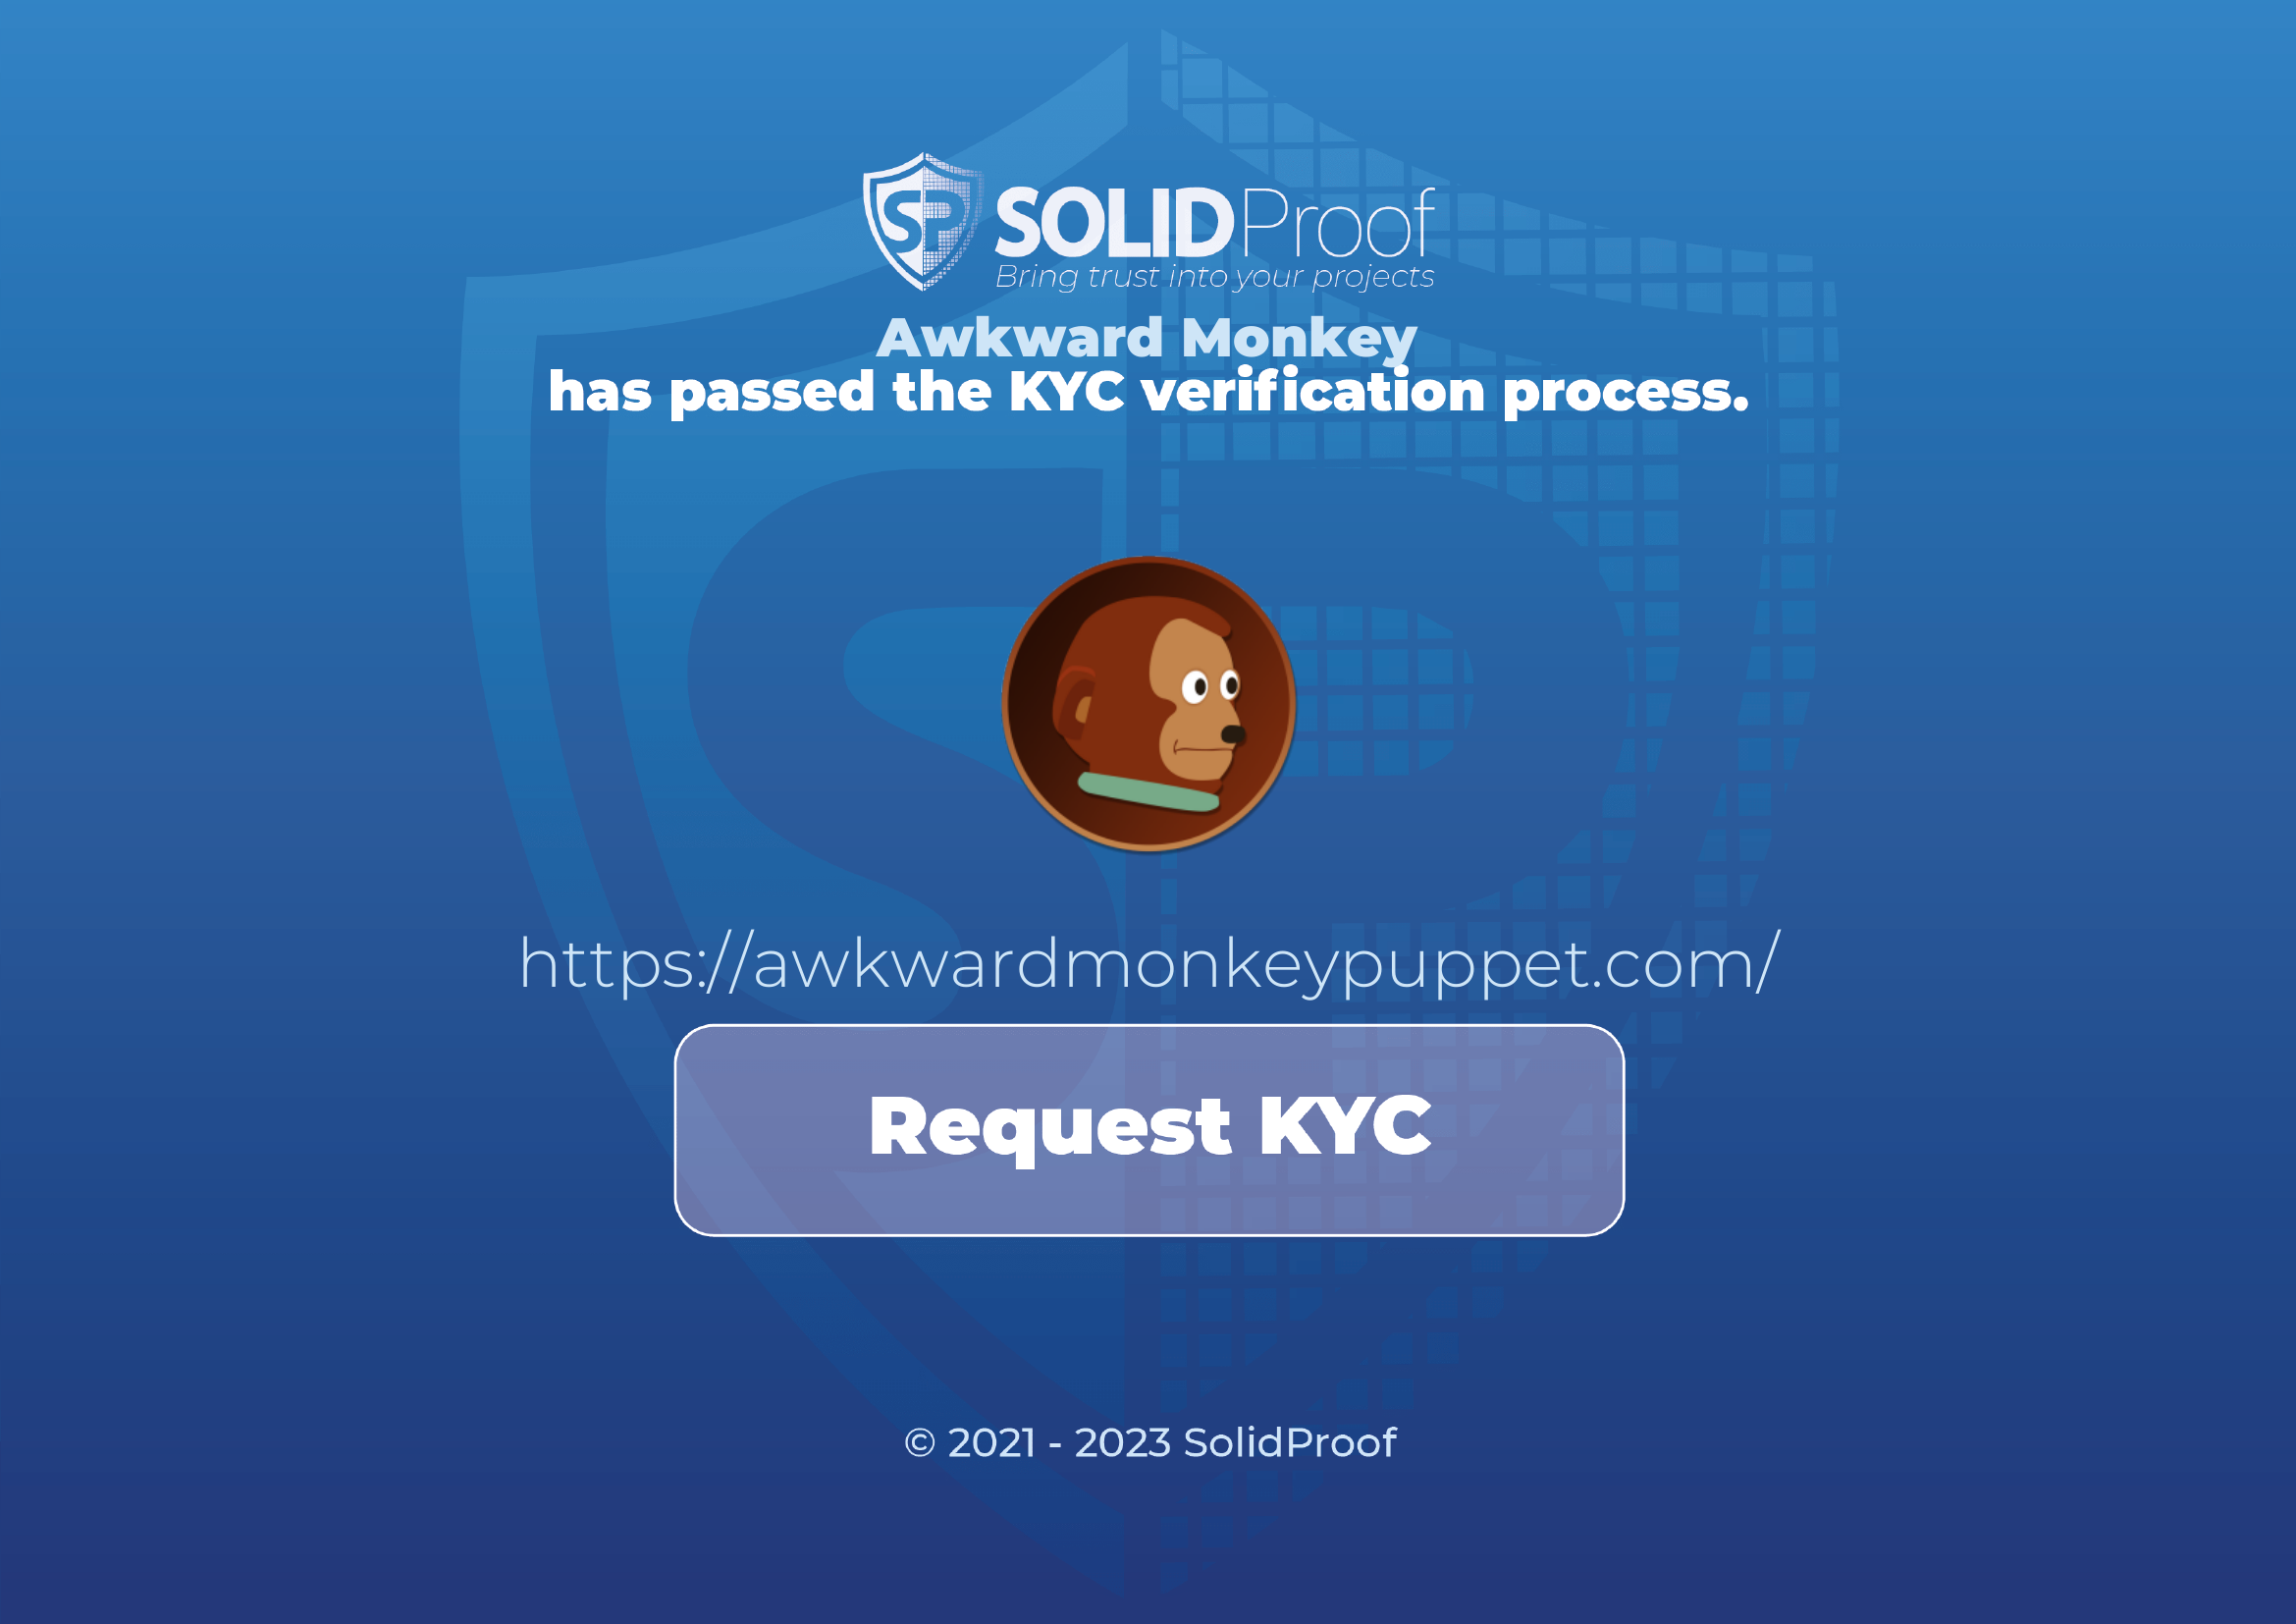 SP SOLIDProof
Bring trust into your projects
Awkward Monkey
has passed the KYC verification process.
https://awkwardmonkeypuppet.com/
Request KYC
© 2021 - 2023 SolidProof